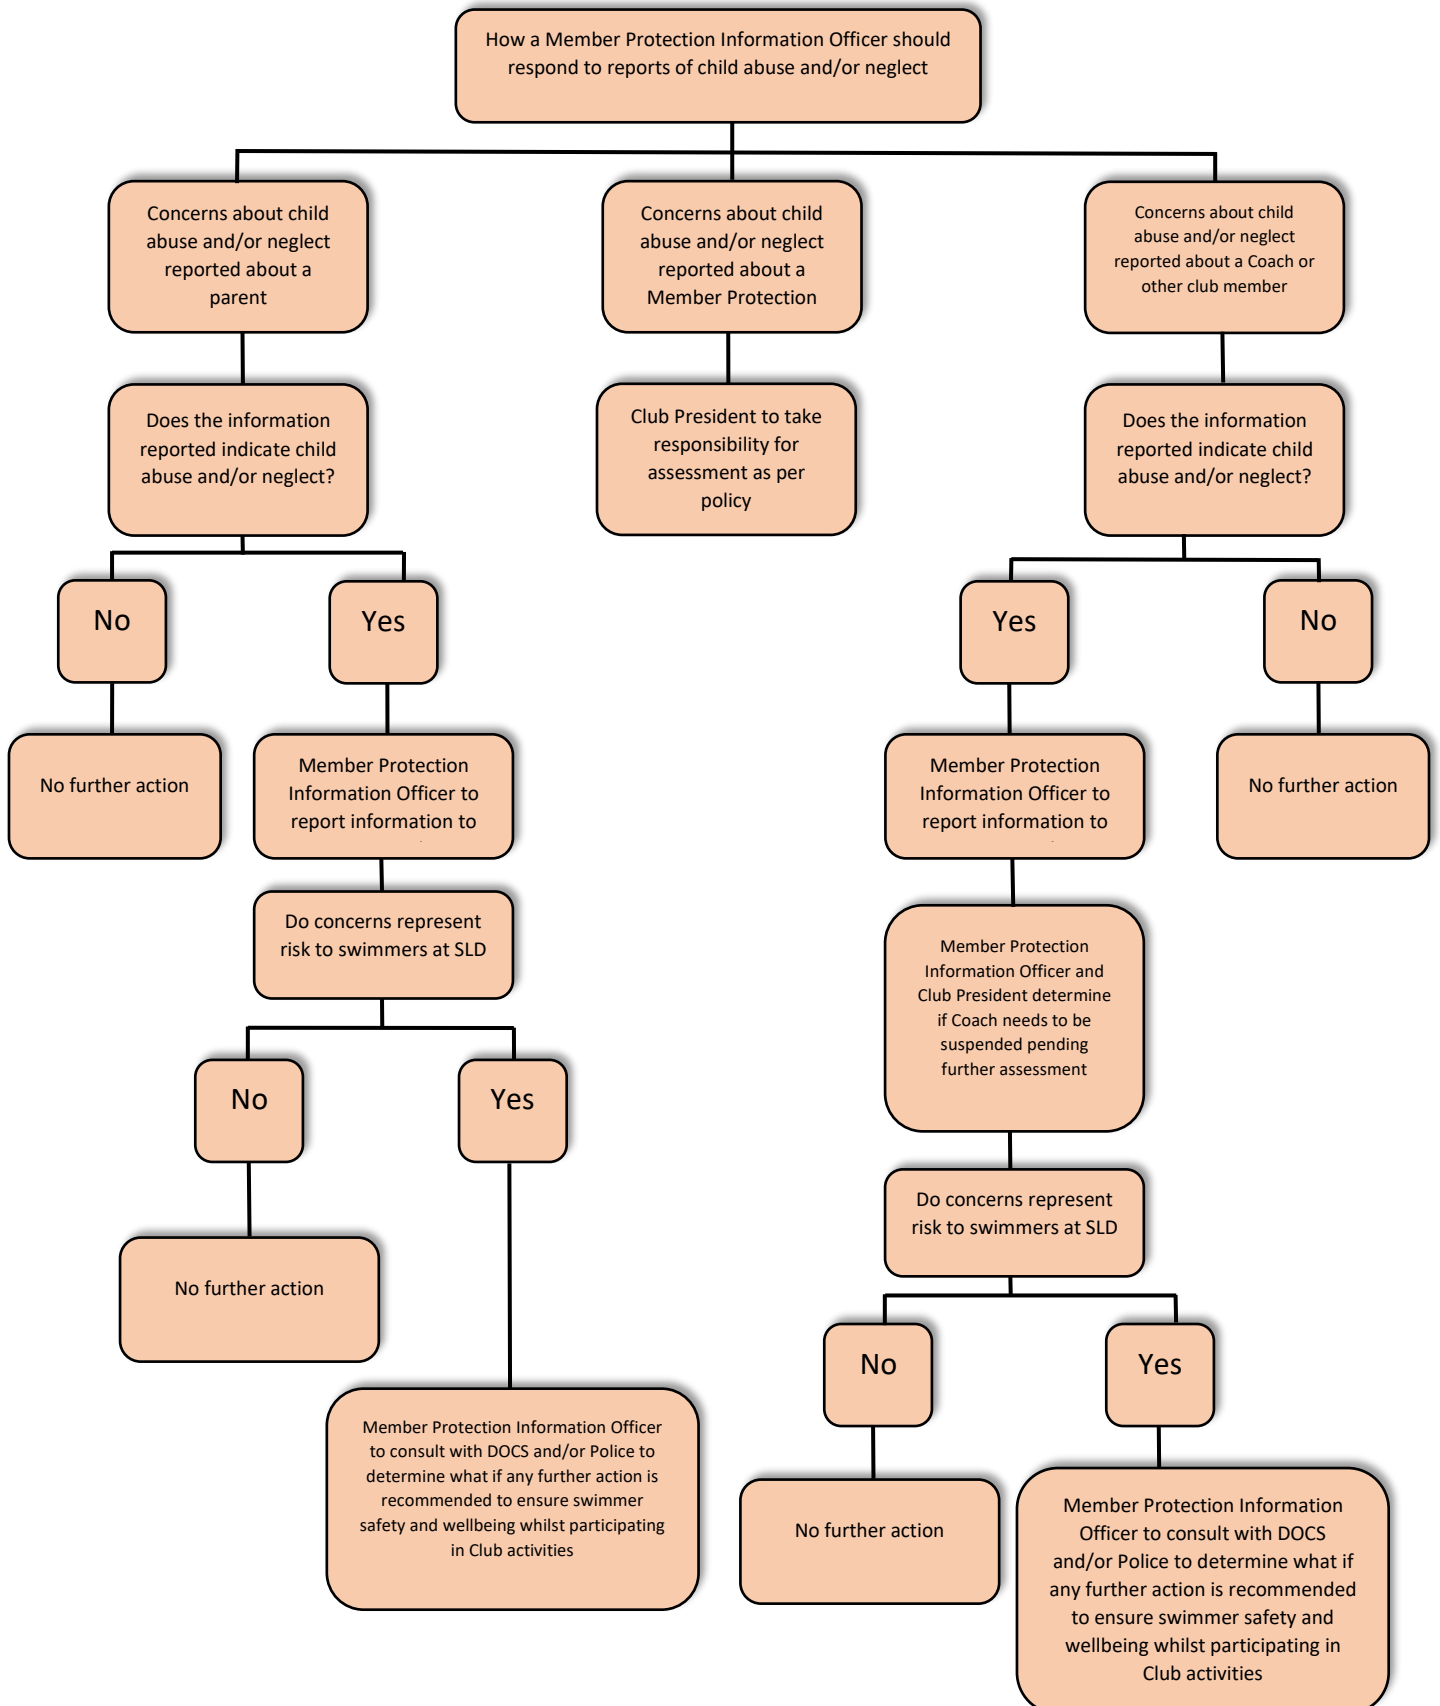 How a Member Protection Information Officer should
respond to reports of child abuse and/or neglect
Concerns about child
abuse and/or neglect
reported about a
parent
Concerns about child
abuse and/or neglect
reported about a
Member Protection
Concerns about child
abuse and/or neglect
reported about a Coach or
other club member
Does the information
reported indicate child
abuse and/or neglect?
Club President to take
responsibility for
assessment as per
policy
Does the information
reported indicate child
abuse and/or neglect?
No
Yes
Yes
No
No further action
Member Protection
Information Officer to
report information to
Member Protection
Information Officer to
report information to
No further action
Do concerns represent
risk to swimmers at SLD
Member Protection
Information Officer and
Club President determine
if Coach needs to be
suspended pending
further assessment
No
Yes
Do concerns represent
risk to swimmers at SLD
No further action
No
Yes
Member Protection Information Officer
to consult with DOCS and/or Police to
determine what if any further action is
recommended to ensure swimmer
safety and wellbeing whilst participating
in Club activities
No further action
Member Protection Information
Officer to consult with DOCS
and/or Police to determine what if
any further action is recommended
to ensure swimmer safety and
wellbeing whilst participating in
Club activities